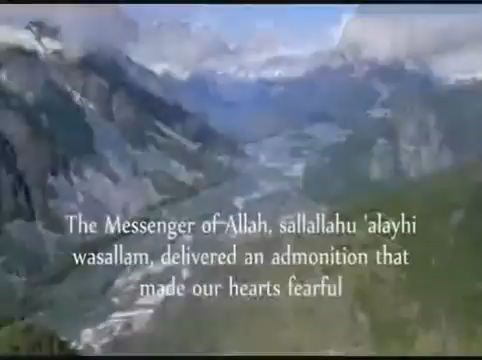 The Messenger of Allah, sallallahu 'alayhi
wasallam, delivered an admonition that
made our hearts fearful